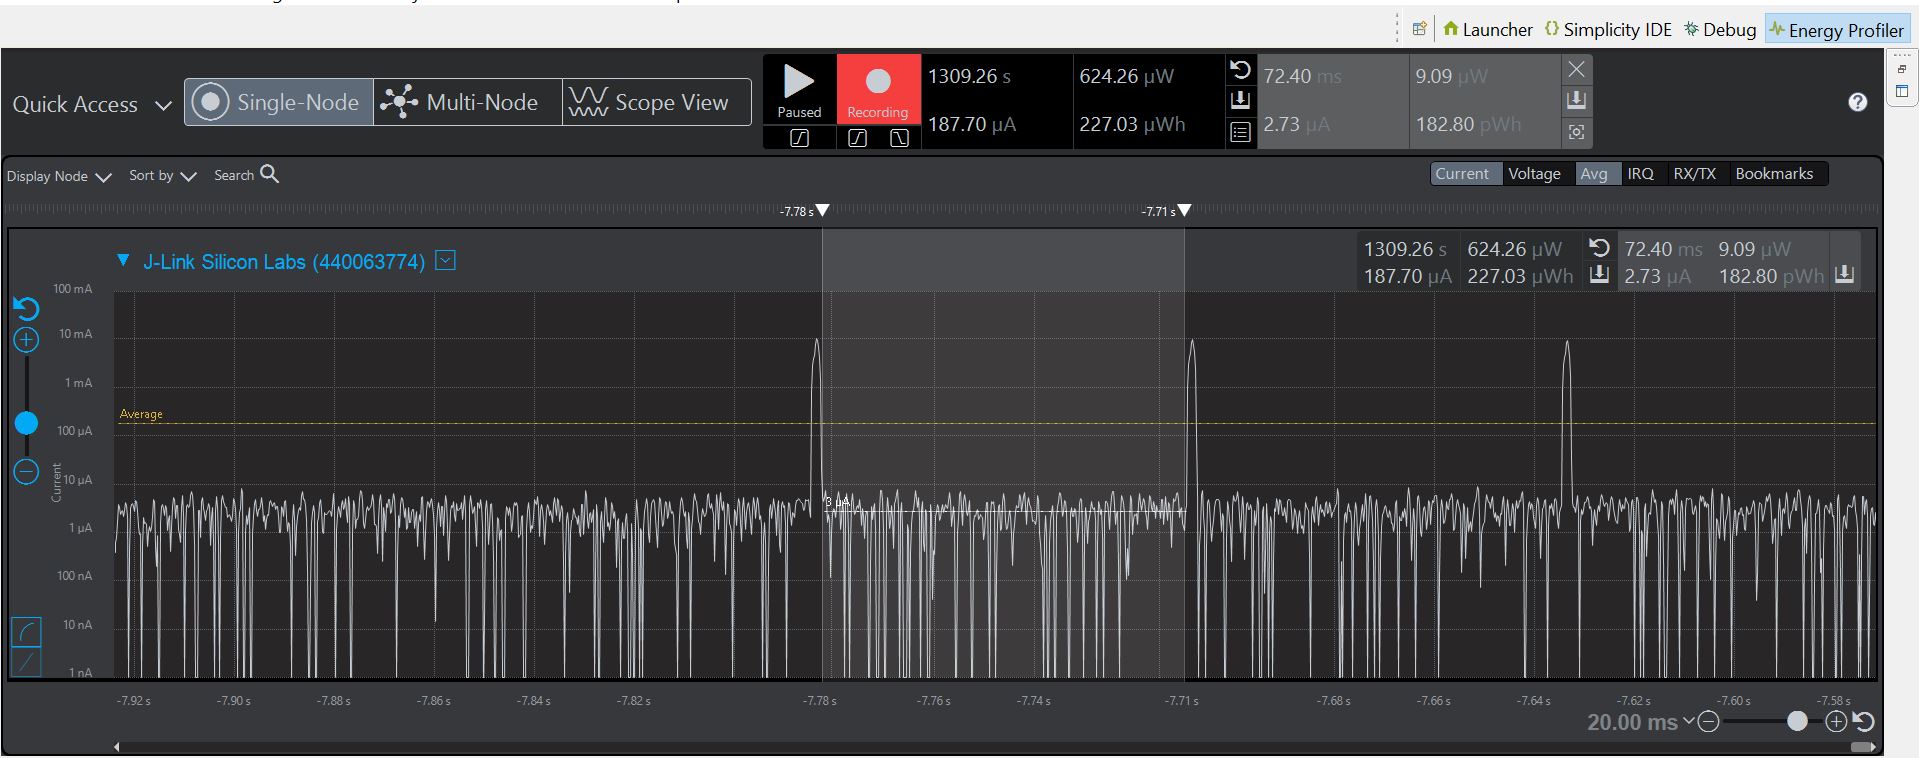 Launcher {} Simplicity IDE Debug Energy Profiler
Quick Access Single-Node Multi-Node Scope View
Paused Recording
1309.26 s 624.26 µW 72.40 ms 9.09 µW
187.70 µA 227.03 µWh 2.73 µA 182.80 pWh
Display Node Sort by Search
Current Voltage Avg IRQ RX/TX Bookmarks
-7.78 s -7.71 s
J-Link Silicon Labs (440063774)
1309.26 s 624.26 µW 72.40 ms 9.09 µW
187.70 µA 227.03 µWh 2.73 µA 182.80 pWh
100 mA
10 mA
1 mA
Average
100 µA
Current
10 µA
3 µA
1 µA
100 nA
10 nA
1 nA
-7.92 s -7.90 s -7.88 s -7.86 s -7.84 s -7.82 s -7.78 s -7.76 s -7.74 s -7.71 s -7.68 s -7.66 s -7.64 s -7.62 s -7.60 s -7.58 s
20.00 ms